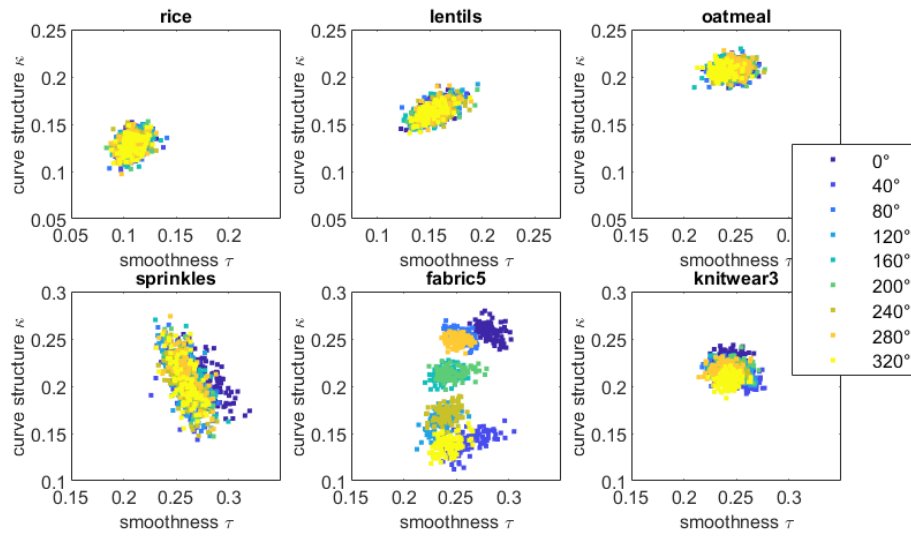 rice
lentils
oatmeal
0.25
0.2
0.15
0.1
0.05
curve structure κ
0.05 0.1 0.15 0.2
smoothness τ
0.25
0.2
0.15
0.1
0.05
curve structure κ
0.1 0.15 0.2 0.25
smoothness τ
0.25
0.2
0.15
0.1
0.05
curve structure κ
0.15 0.2 0.25 0.3
smoothness τ
sprinkles
fabric5
knitwear3
0.3
0.25
0.2
0.15
0.1
curve structure κ
0.15 0.2 0.25 0.3
smoothness τ
0.3
0.25
0.2
0.15
0.1
curve structure κ
0.15 0.2 0.25 0.3
smoothness τ
0.3
0.25
0.2
0.15
0.1
curve structure κ
0.15 0.2 0.25 0.3
smoothness τ
0°
40°
80°
120°
160°
200°
240°
280°
320°